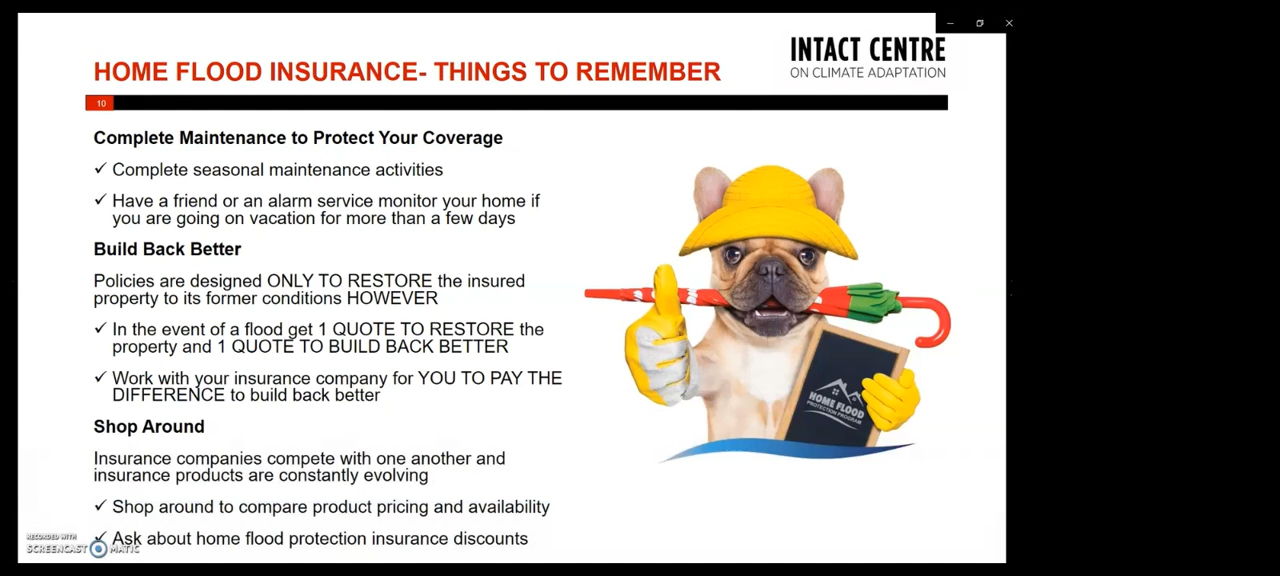 INTACT CENTRE
ON CLIMATE ADAPTATION
HOME FLOOD INSURANCE- THINGS TO REMEMBER
10
Complete Maintenance to Protect Your Coverage
✓ Complete seasonal maintenance activities
✓ Have a friend or an alarm service monitor your home if
you are going on vacation for more than a few days
Build Back Better
Policies are designed ONLY TO RESTORE the insured
property to its former conditions HOWEVER
✓ In the event of a flood get 1 QUOTE TO RESTORE the
property and 1 QUOTE TO BUILD BACK BETTER
✓ Work with your insurance company for YOU TO PAY THE
DIFFERENCE to build back better
Shop Around
Insurance companies compete with one another and
insurance products are constantly evolving
✓ Shop around to compare product pricing and availability
✓ Ask about home flood protection insurance discounts
HOME FLOOD
PROTECTION PROGRAM
RECORDED WITH
SCREENCAST MATIC